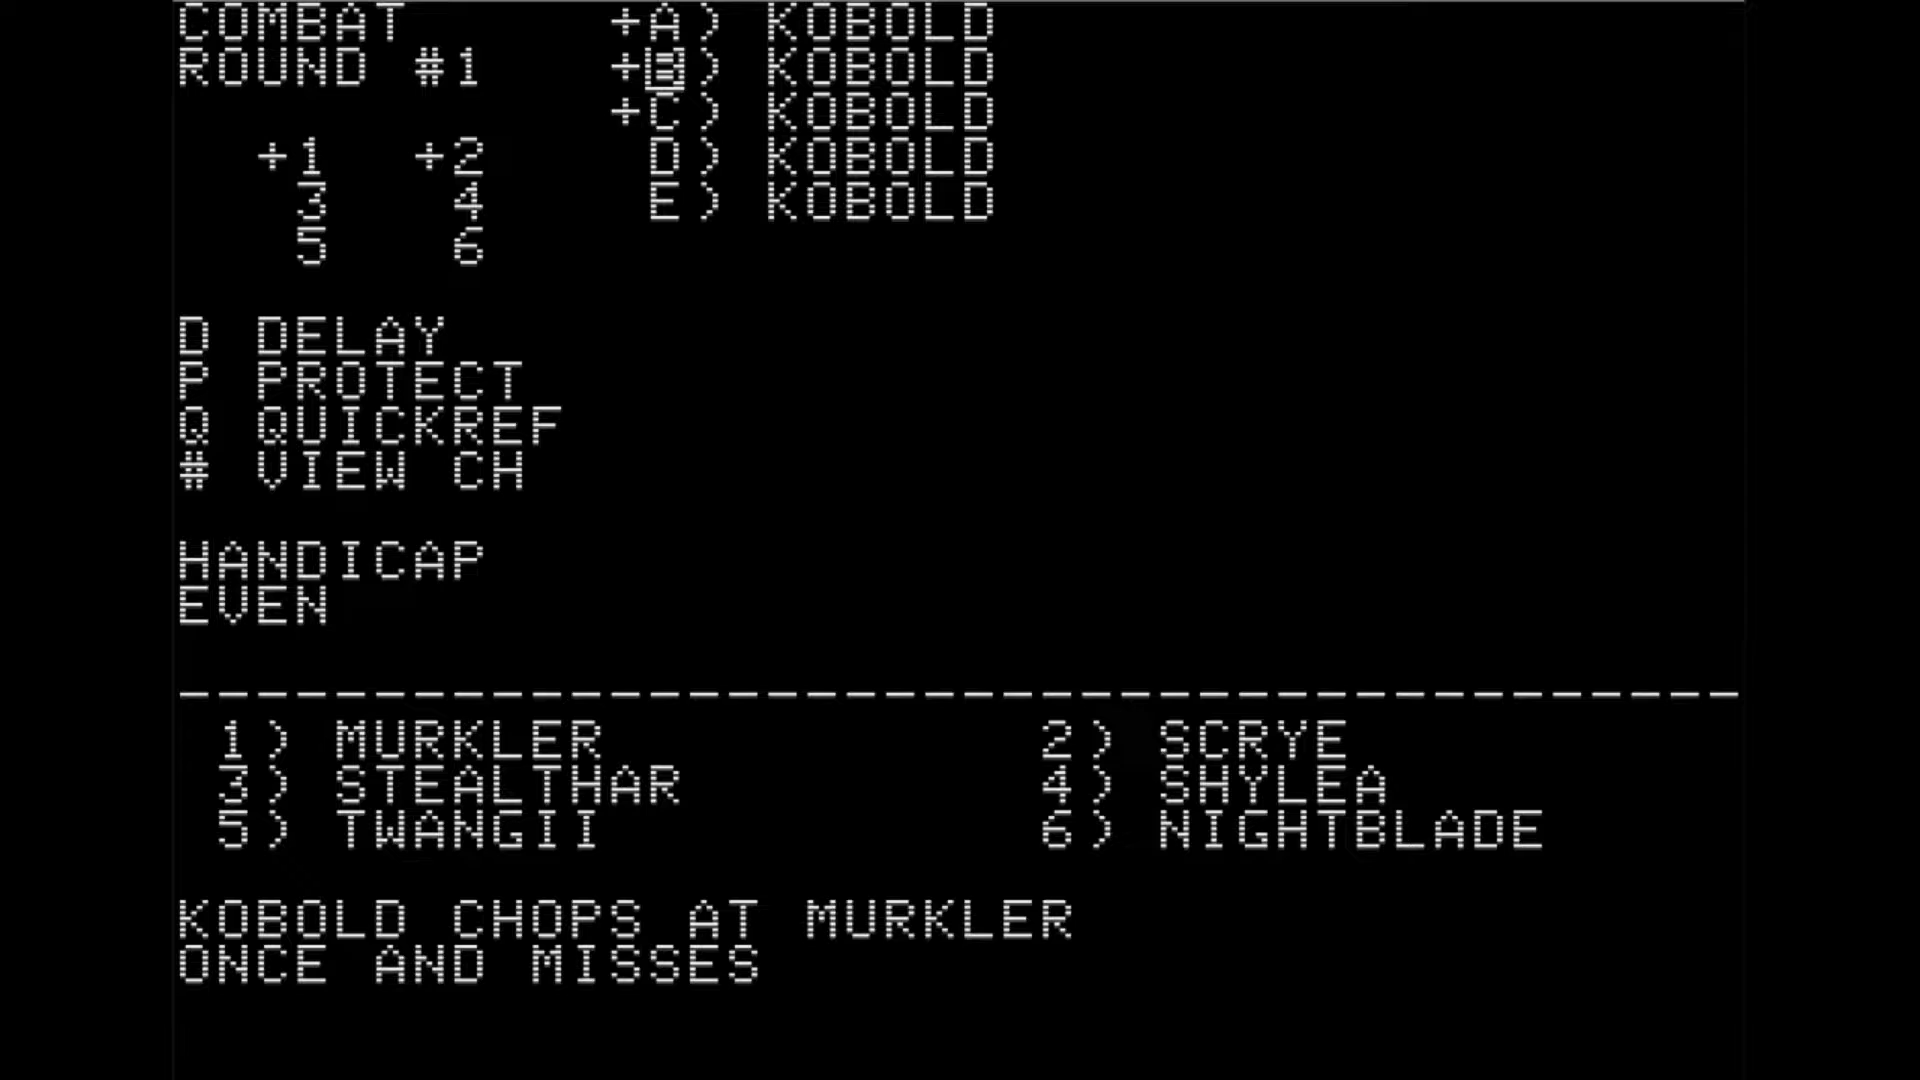 COMBAT +A) KOBOLD
ROUND #1 +B) KOBOLD
+C) KOBOLD
+1 +2 D) KOBOLD
3 4 E) KOBOLD
5 6
D DELAY
P PROTECT
Q QUICKREF
# VIEW CH
HANDICAP
EVEN
----------------------------------------
1) MURKLER 2) SCRYE
3) STEALTHAR 4) SHYLEA
5) TWANGII 6) NIGHTBLADE
KOBOLD CHOPS AT MURKLER
ONCE AND MISSES